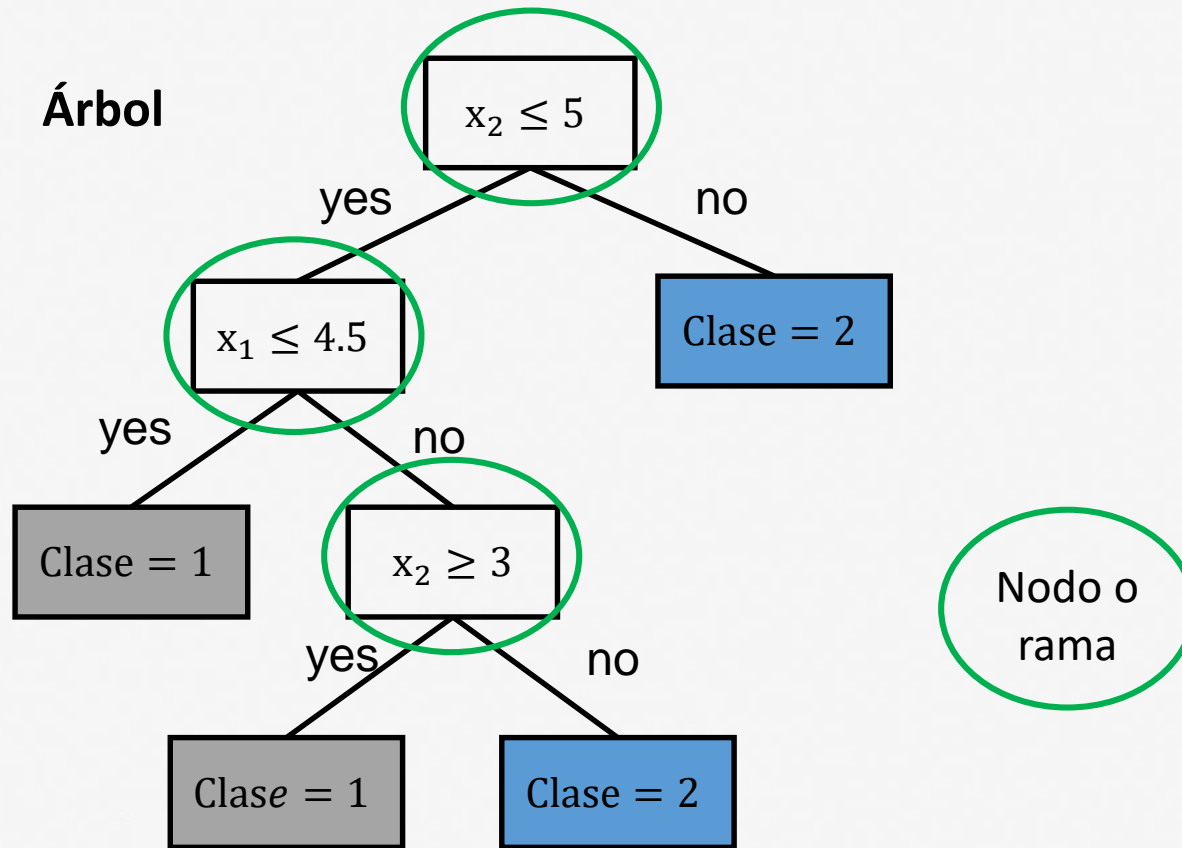 Árbol
x₂ ≤ 5
yes
no
x₁ ≤ 4.5
Clase = 2
yes
no
Clase = 1
x₂ ≥ 3
Nodo o
rama
yes
no
Clase = 1
Clase = 2